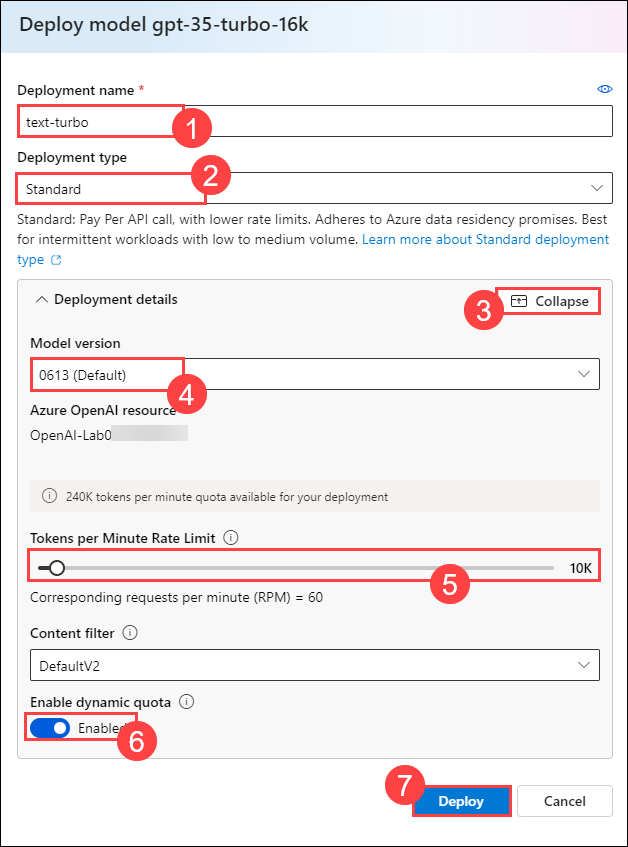 Deploy model gpt-35-turbo-16k
Deployment name *
text-turbo
1
Deployment type
2
Standard
Standard: Pay Per API call, with lower rate limits. Adheres to Azure data residency promises. Best
for intermittent workloads with low to medium volume. Learn more about Standard deployment
type
Deployment details
3
Collapse
Model version
0613 (Default)
4
Azure OpenAI resource
OpenAI-Lab0
240K tokens per minute quota available for your deployment
Tokens per Minute Rate Limit
10K
5
Corresponding requests per minute (RPM) = 60
Content filter
DefaultV2
Enable dynamic quota
Enabled
6
7
Deploy
Cancel